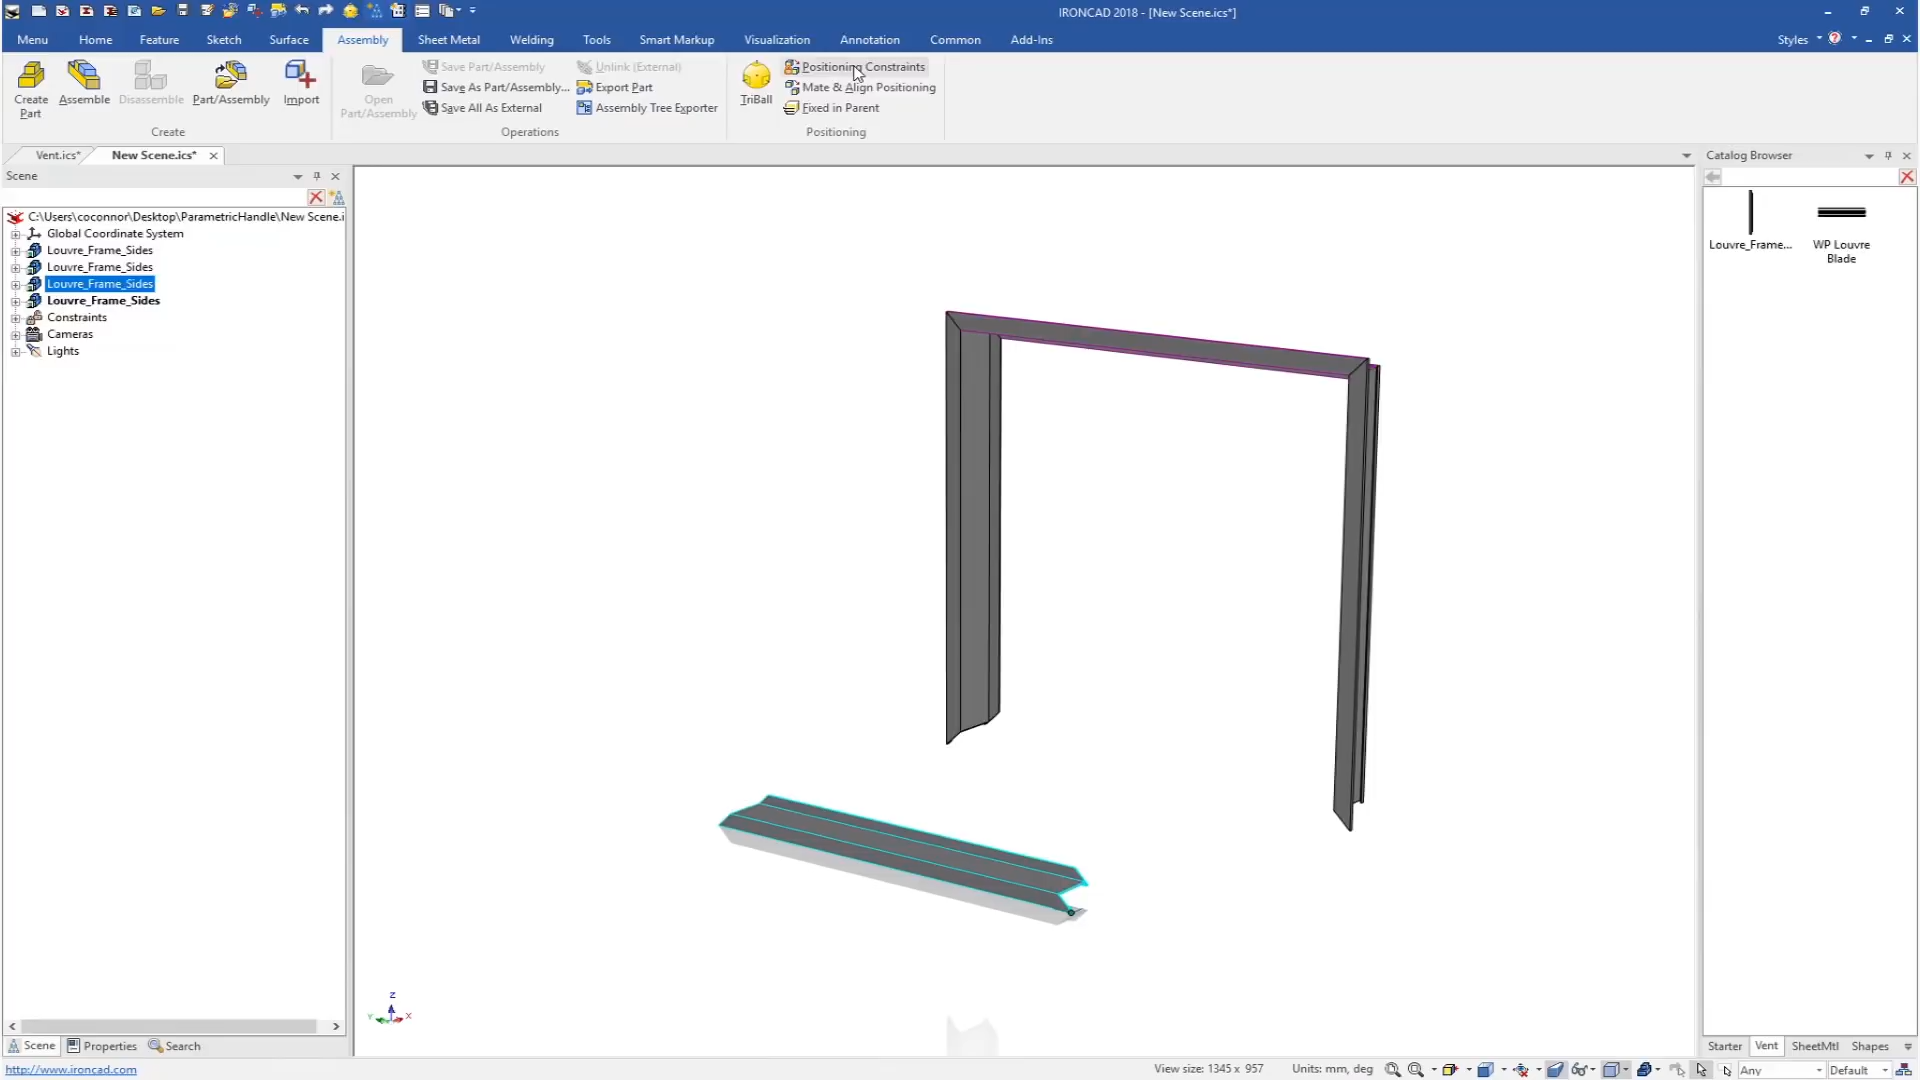 IRONCAD 2018 - [New Scene.ics*]
Menu Home Feature Sketch Surface Assembly Sheet Metal Welding Tools Smart Markup Visualization Annotation Common Add-Ins Styles
Create Part
Assemble
Disassemble
Part/Assembly
Import
Create
Open Part/Assembly
Save Part/Assembly
Save As Part/Assembly...
Save All As External
Unlink (External)
Export Part
Assembly Tree Exporter
Operations
TriBall
Positioning Constraints
Mate & Align Positioning
Fixed in Parent
Positioning
Vent.ics* New Scene.ics*
Scene
C:\Users\coconnor\Desktop\ParametricHandle\New Scene.i
Global Coordinate System
Louvre_Frame_Sides
Louvre_Frame_Sides
Louvre_Frame_Sides
Louvre_Frame_Sides
Constraints
Cameras
Lights
Z
Y X
Catalog Browser
Louvre_Frame...
WP Louvre
Blade
Scene Properties Search
Starter Vent SheetMtl Shapes
http://www.ironcad.com
View size: 1345 x 957 Units: mm, deg Any Default